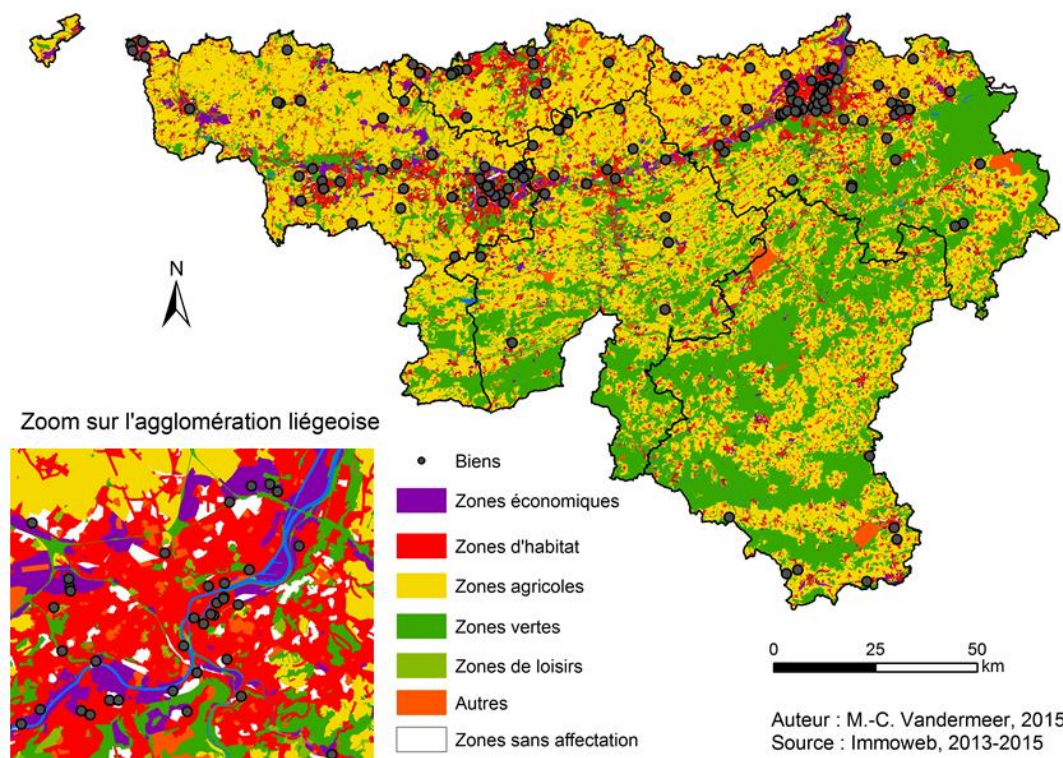 N
Zoom sur l'agglomération liégeoise
Biens
Zones économiques
Zones d'habitat
Zones agricoles
Zones vertes
Zones de loisirs
Autres
Zones sans affectation
0 25 50
km
Auteur : M.-C. Vandermeer, 2015
Source : Immoweb, 2013-2015